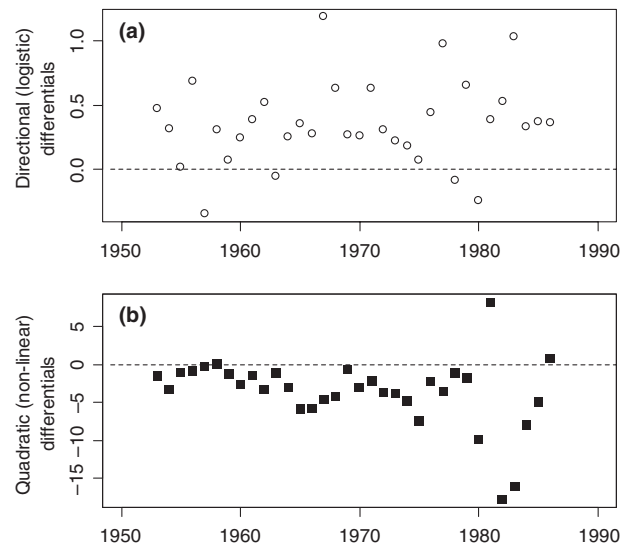 (a)
Directional (logistic)
differentials
1.0
0.5
0.0
1950 1960 1970 1980 1990
(b)
Quadratic (non-linear)
differentials
5
0
−5
−10
−15
1950 1960 1970 1980 1990